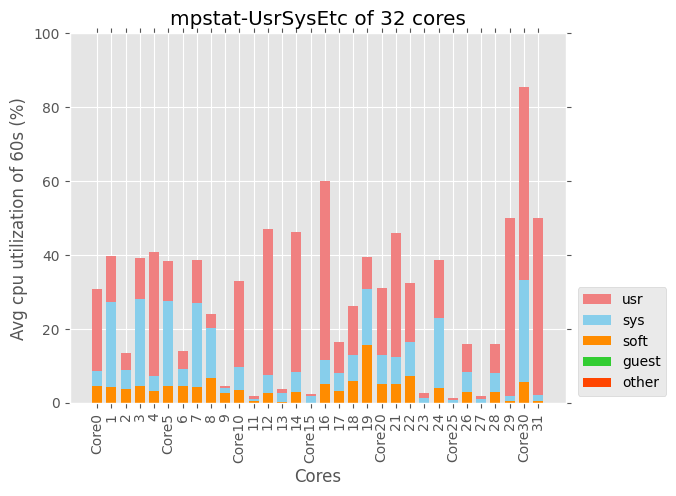 mpstat-UsrSysEtc of 32 cores
Avg cpu utilization of 60s (%)
100
80
60
40
20
0
Core0
1
2
3
4
Core5
6
7
8
9
Core10
11
12
13
14
Core15
16
17
18
19
Core20
21
22
23
24
Core25
26
27
28
29
Core30
31
Cores
usr
sys
soft
guest
other